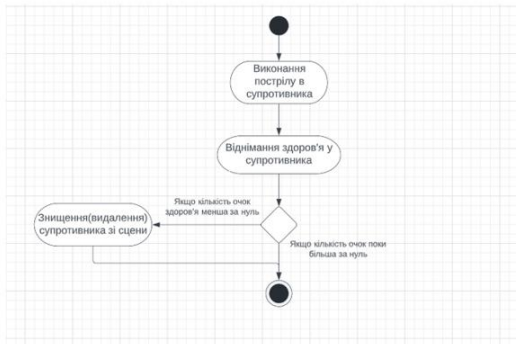 Виконання
пострілу в
супротивника
Віднімання здоров'я у
супротивника
Якщо кількість очок
здоров'я менша за нуль
Знищення(видалення)
супротивника зі сцени
Якщо кількість очок поки
більша за нуль